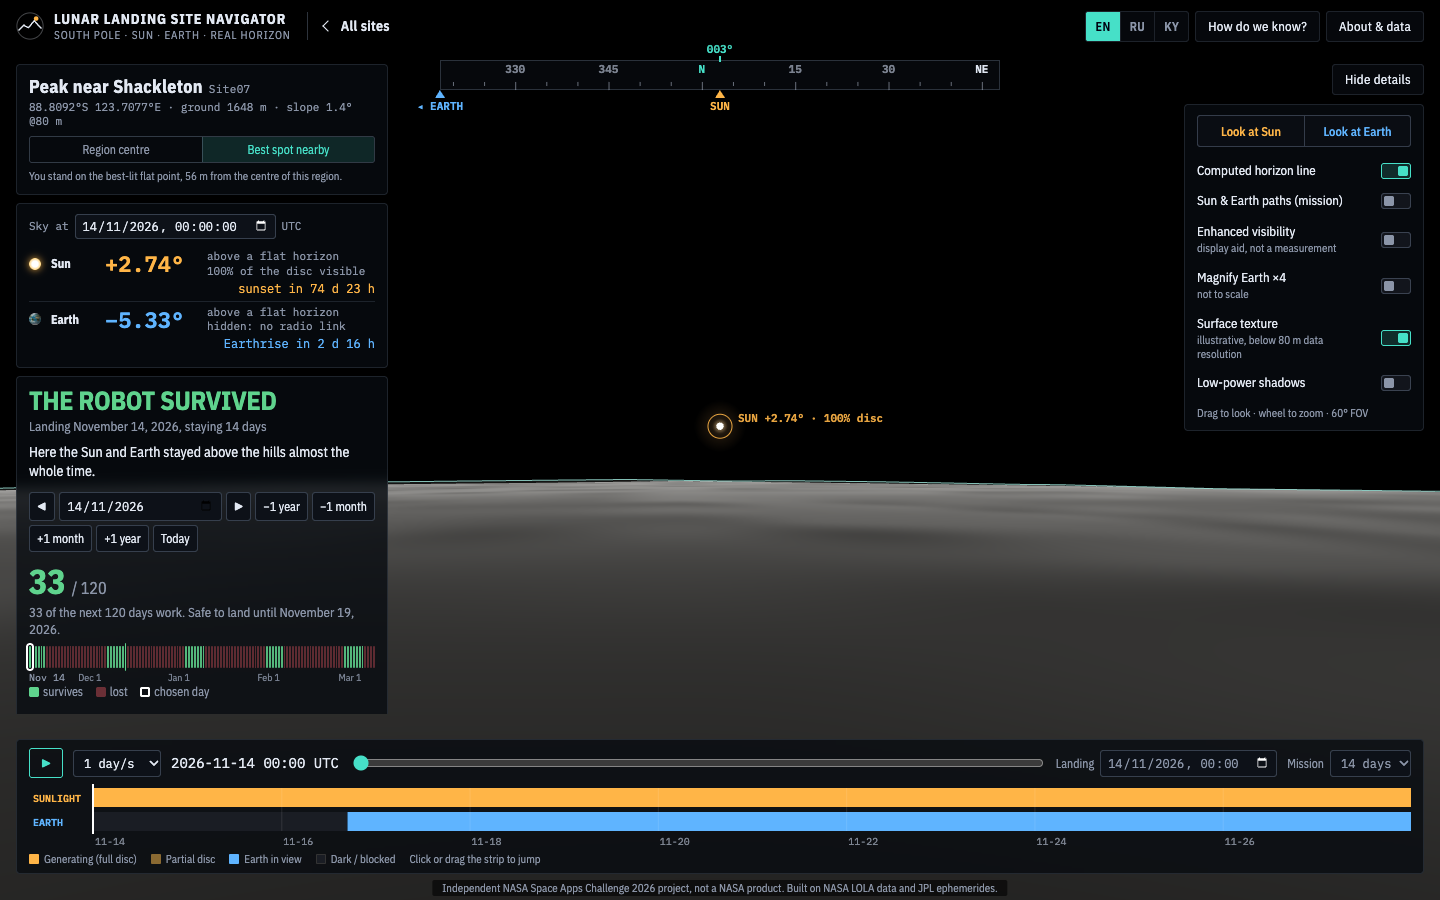 LUNAR LANDING SITE NAVIGATOR
SOUTH POLE · SUN · EARTH · REAL HORIZON
All sites
EN RU KY
How do we know?
About & data
003°
330 345 N 15 30 NE
◂ EARTH
SUN
Peak near Shackleton Site07
88.8092°S 123.7077°E · ground 1648 m · slope 1.4°
@80 m
Region centre
Best spot nearby
You stand on the best-lit flat point, 56 m from the centre of this region.
Sky at 14/11/2026, 00:00:00 UTC
Sun +2.74° above a flat horizon
100% of the disc visible
sunset in 74 d 23 h
Earth −5.33° above a flat horizon
hidden: no radio link
Earthrise in 2 d 16 h
THE ROBOT SURVIVED
Landing November 14, 2026, staying 14 days
Here the Sun and Earth stayed above the hills almost the
whole time.
◀ 14/11/2026 ▶ −1 year −1 month
+1 month +1 year Today
33 / 120
33 of the next 120 days work. Safe to land until November 19,
2026.
Nov 14 Dec 1 Jan 1 Feb 1 Mar 1
survives lost chosen day
SUN +2.74° · 100% disc
Hide details
Look at Sun
Look at Earth
Computed horizon line
Sun & Earth paths (mission)
Enhanced visibility
display aid, not a measurement
Magnify Earth ×4
not to scale
Surface texture
illustrative, below 80 m data
resolution
Low-power shadows
Drag to look · wheel to zoom · 60° FOV
▶ 1 day/s 2026-11-14 00:00 UTC
Landing 14/11/2026, 00:00
Mission 14 days
SUNLIGHT
EARTH
11-14 11-16 11-18 11-20 11-22 11-24 11-26
Generating (full disc) Partial disc Earth in view Dark / blocked Click or drag the strip to jump
Independent NASA Space Apps Challenge 2026 project, not a NASA product. Built on NASA LOLA data and JPL ephemerides.